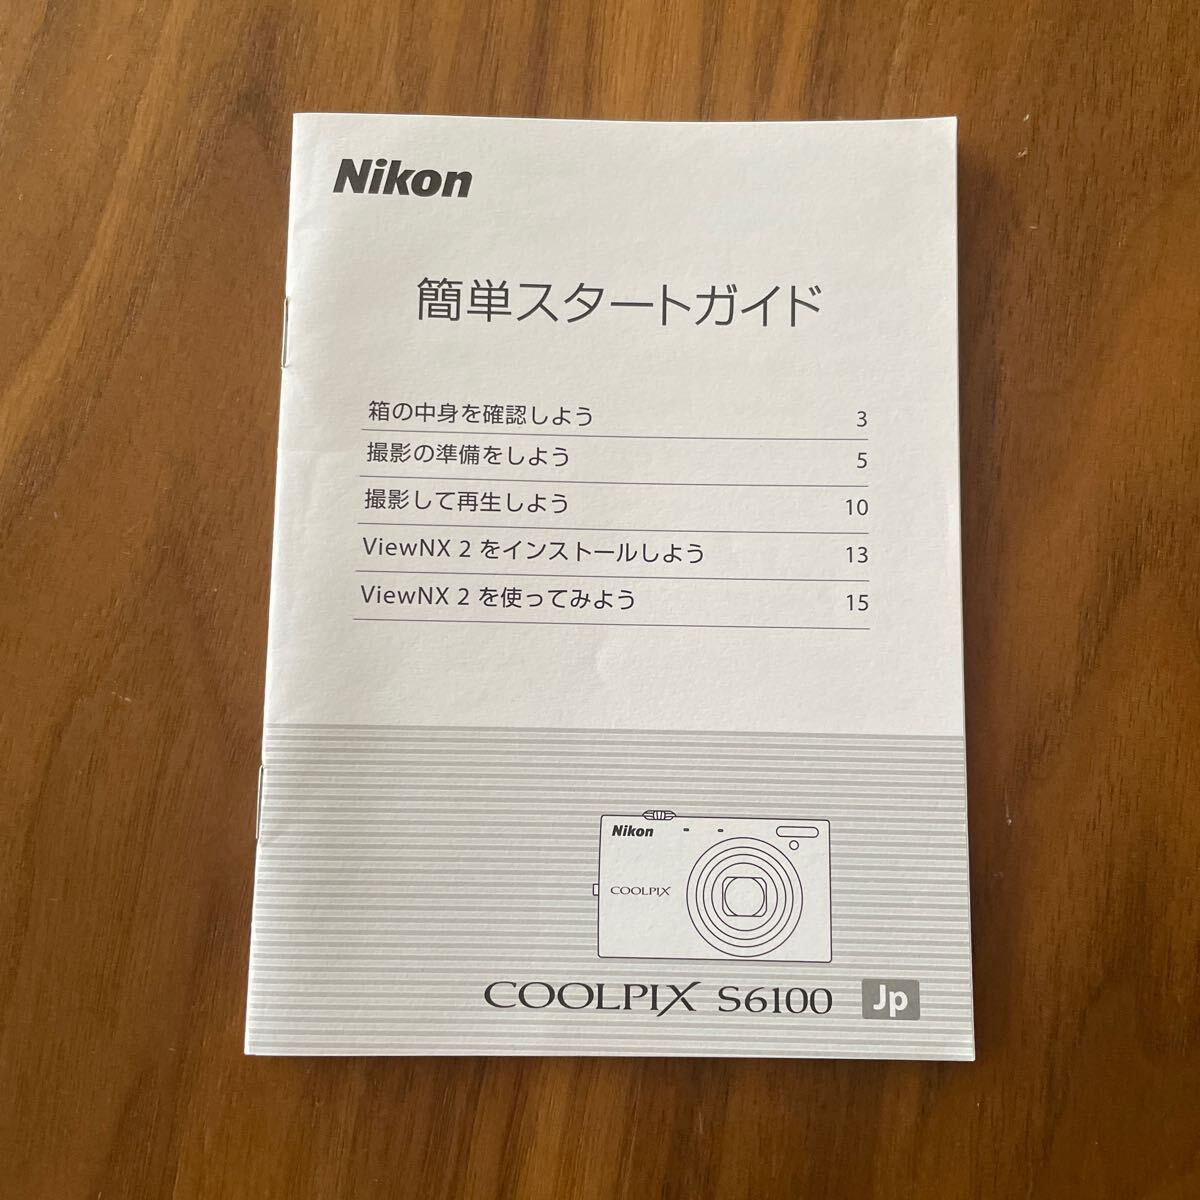 Nikon
簡単スタートガイド
箱の中身を確認しよう 3
撮影の準備をしよう 5
撮影して再生しよう 10
ViewNX 2 をインストールしよう 13
ViewNX 2 を使ってみよう 15
Nikon
COOLPIX
COOLPIX S6100 Jp